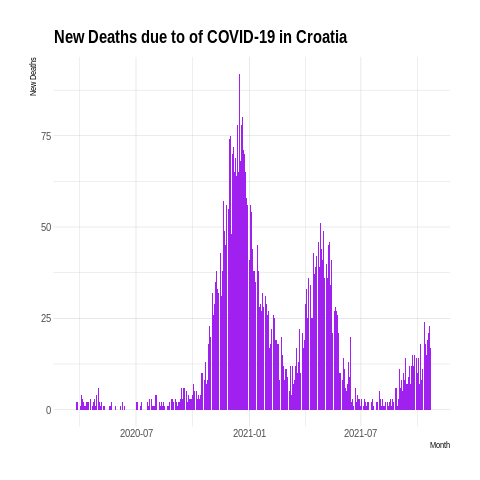 New Deaths due to of COVID-19 in Croatia
New Deaths
75
50
25
0
2020-07
2021-01
2021-07
Month